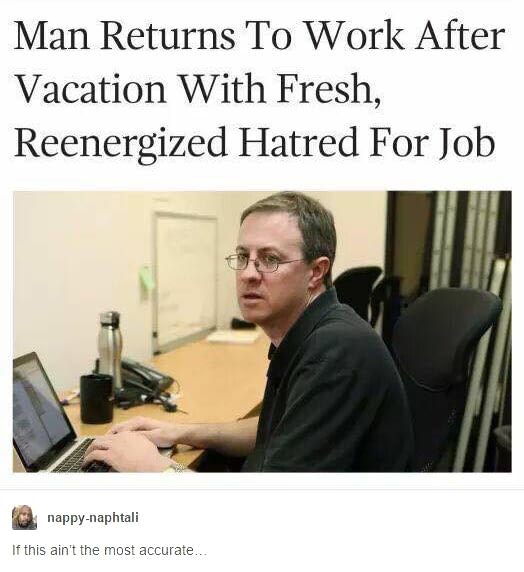 Man Returns To Work After
Vacation With Fresh,
Reenergized Hatred For Job
nappy-naphtali
If this ain't the most accurate...